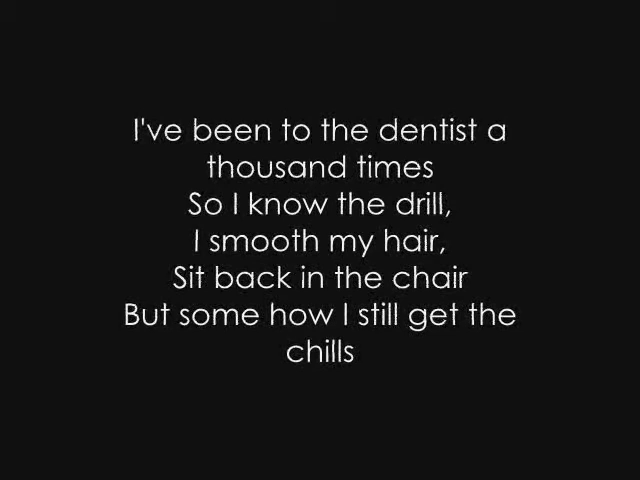 I've been to the dentist a
thousand times
So I know the drill,
I smooth my hair,
Sit back in the chair
But some how I still get the
chills